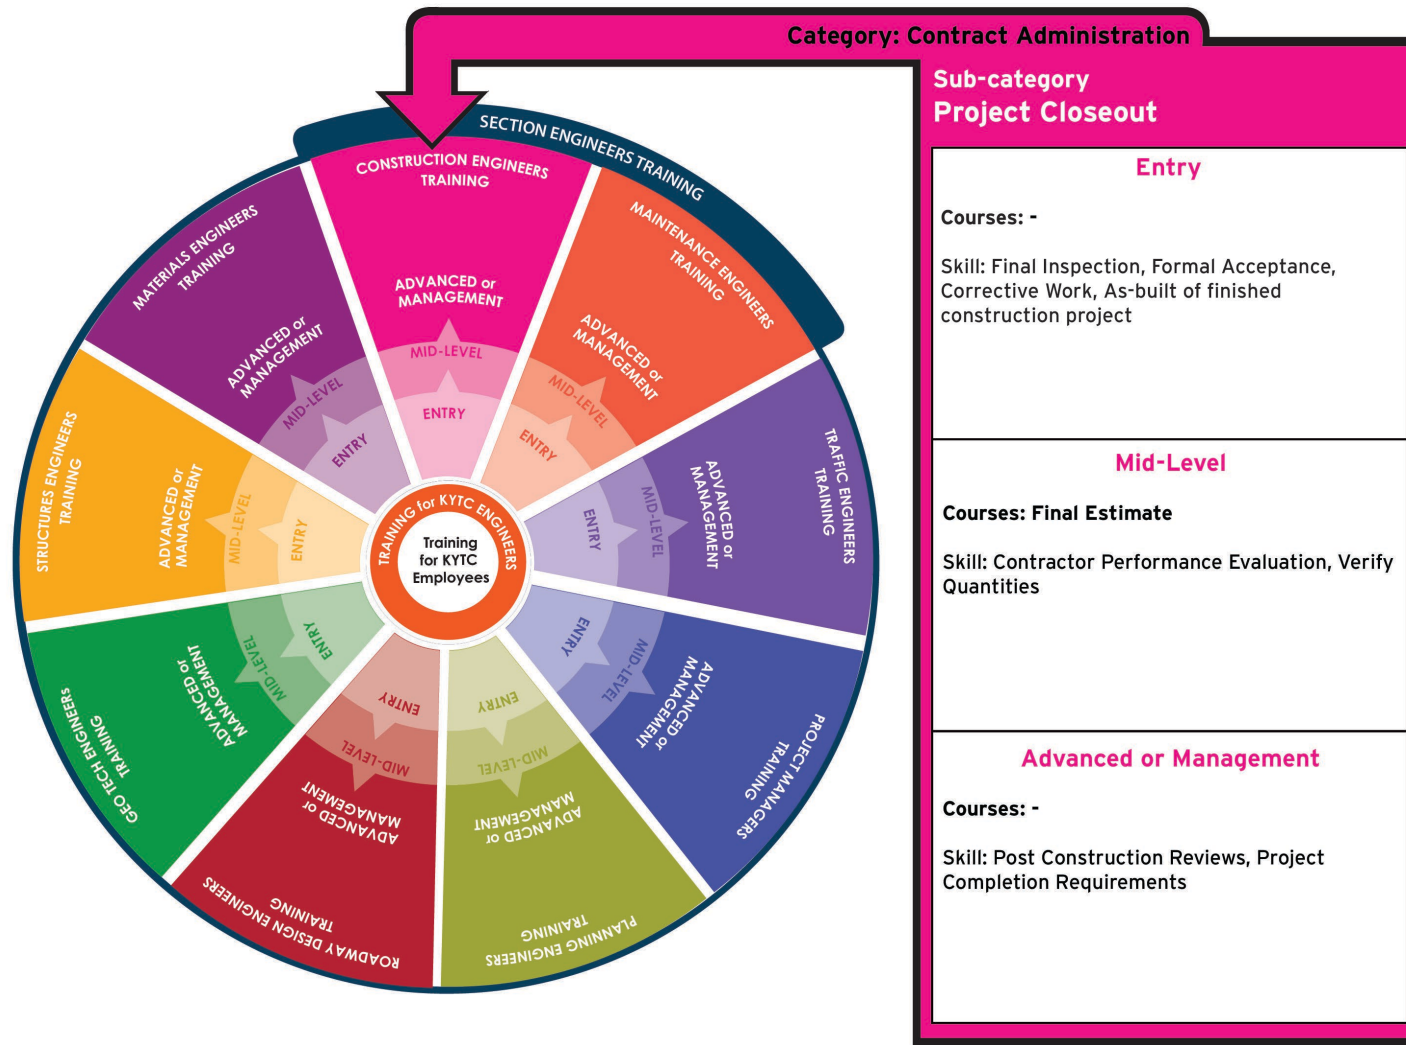 Category: Contract Administration
Sub-category
Project Closeout
Entry
Courses: -
Skill: Final Inspection, Formal Acceptance,
Corrective Work, As-built of finished
construction project
Mid-Level
Courses: Final Estimate
Skill: Contractor Performance Evaluation, Verify
Quantities
Advanced or Management
Courses: -
Skill: Post Construction Reviews, Project
Completion Requirements
SECTION ENGINEERS TRAINING
CONSTRUCTION ENGINEERS
TRAINING
ADVANCED or
MANAGEMENT
MID-LEVEL
ENTRY
MAINTENANCE ENGINEERS
TRAINING
ADVANCED or
MANAGEMENT
MID-LEVEL
ENTRY
TRAFFIC ENGINEERS
TRAINING
ADVANCED or
MANAGEMENT
MID-LEVEL
ENTRY
PROJECT MANAGERS
TRAINING
ADVANCED or
MANAGEMENT
MID-LEVEL
ENTRY
PLANNING ENGINEERS
TRAINING
ADVANCED or
MANAGEMENT
MID-LEVEL
ENTRY
ROADWAY DESIGN ENGINEERS
TRAINING
ADVANCED or
MANAGEMENT
MID-LEVEL
ENTRY
GEO TECH ENGINEERS
TRAINING
ADVANCED or
MANAGEMENT
MID-LEVEL
ENTRY
STRUCTURES ENGINEERS
TRAINING
ADVANCED or
MANAGEMENT
MID-LEVEL
ENTRY
MATERIALS ENGINEERS
TRAINING
ADVANCED or
MANAGEMENT
MID-LEVEL
ENTRY
TRAINING for KYTC ENGINEERS
Training
for KYTC
Employees